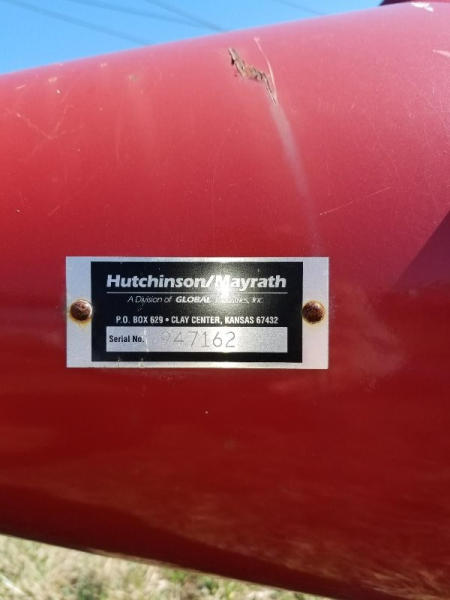 Hutchinson/Mayrath
A Division of GLOBAL Industries, Inc.
P.O. BOX 629 • CLAY CENTER, KANSAS 67432
Serial No. 947162